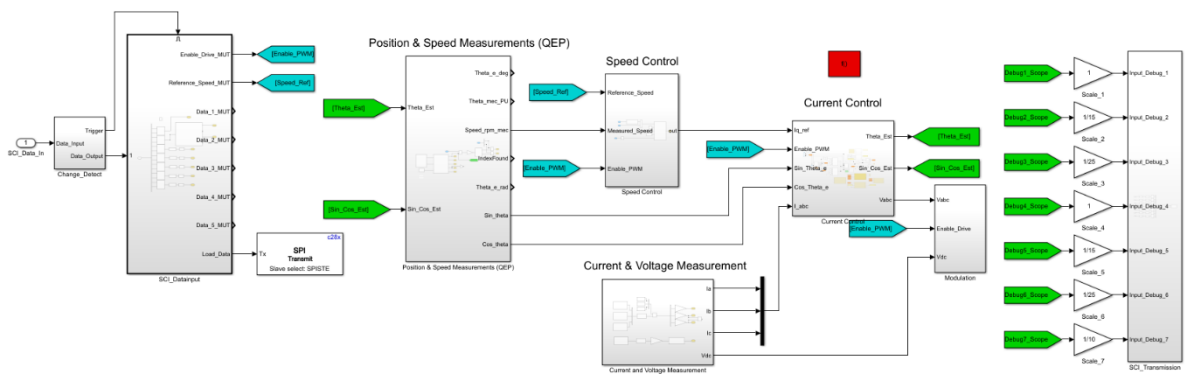 Enable_Drive_MUT
[Enable_PWM]
Reference_Speed_MUT
[Speed_Ref]
Data_1_MUT
Data_2_MUT
Data_3_MUT
Data_4_MUT
Data_5_MUT
Load_Data
1
SCI_Datainput
1
SCI_Data_In
Trigger
Data_Input
Data_Output
Change_Detect
c28x
SPI
Transmit
Slave select: SPISTE
Tx
Position & Speed Measurements (QEP)
[Theta_Est]
Theta_Est
[Sin_Cos_Est]
Sin_Cos_Est
Theta_e_deg
Theta_mec_PU
Speed_rpm_mec
IndexFound
Theta_e_rad
Sin_theta
Cos_theta
Position & Speed Measurements (QEP)
Speed Control
[Speed_Ref]
Reference_Speed
Measured_Speed
out
[Enable_PWM]
Enable_PWM
Speed Control
f()
Current Control
Iq_ref
[Enable_PWM]
Enable_PWM
Sin_Theta_e
Cos_Theta_e
I_abc
Theta_Est
[Theta_Est]
Sin_Cos_Est
[Sin_Cos_Est]
Vabc
Current Control
[Enable_PWM]
Vabc
Enable_Drive
Vdc
Modulation
Current & Voltage Measurement
Ia
Ib
Ic
Vdc
Current and Voltage Measurement
Debug1_Scope
1
Input_Debug_1
Scale_1
Debug2_Scope
1/15
Input_Debug_2
Scale_2
Debug3_Scope
1/25
Input_Debug_3
Scale_3
Debug4_Scope
1
Input_Debug_4
Scale_4
Debug5_Scope
1/15
Input_Debug_5
Scale_5
Debug6_Scope
1/25
Input_Debug_6
Scale_6
Debug7_Scope
1/10
Input_Debug_7
Scale_7
SCI_Transmission